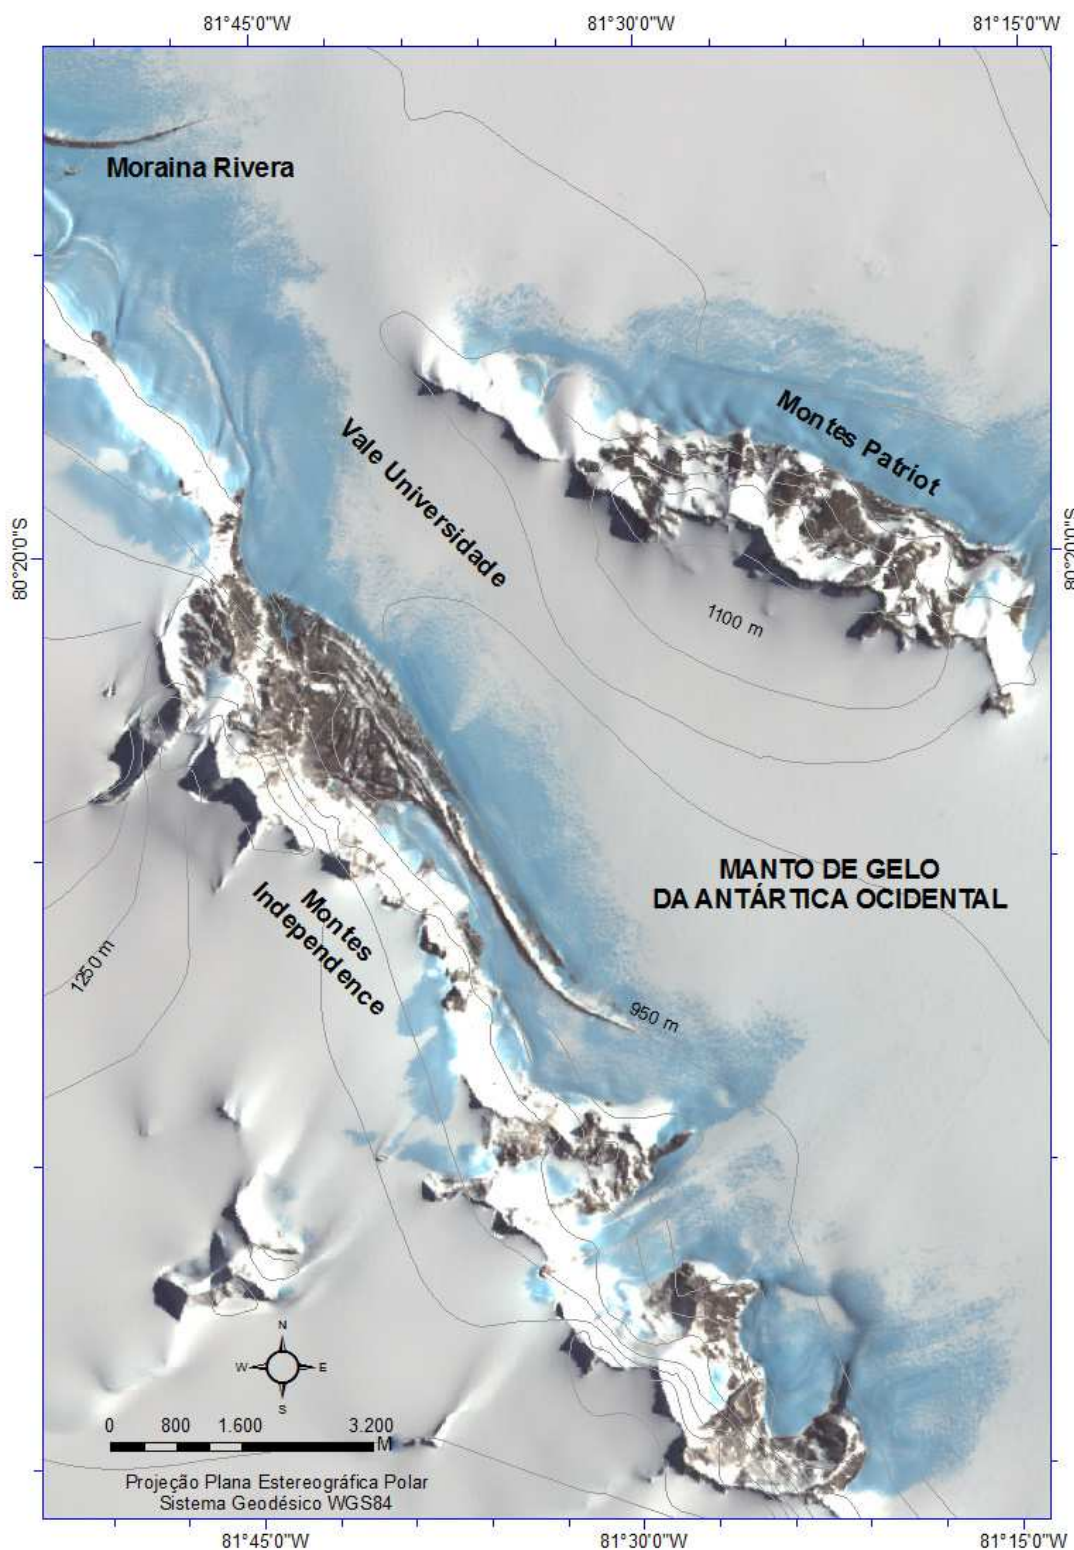 81°45'0"W
81°30'0"W
81°15'0"W
Moraina Rivera
Montes Patriot
Vale Universidade
80°20'0"S
80°20'0"S
1100 m
MANTO DE GELO
DA ANTÁRTICA OCIDENTAL
Montes
Independence
1250 m
950 m
N
W
E
S
0
800
1.600
3.200
M
Projeção Plana Estereográfica Polar
Sistema Geodésico WGS84
81°45'0"W
81°30'0"W
81°15'0"W